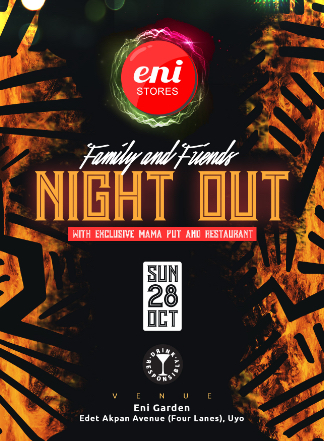 eni
STORES
Family and Friends
NIGHT OUT
WITH EXCLUSIVE MAMA PUT AND RESTAURANT
SUN
28
OCT
DRINK RESPONSIBLY
VENUE
Eni Garden
Edet Akpan Avenue (Four Lanes), Uyo